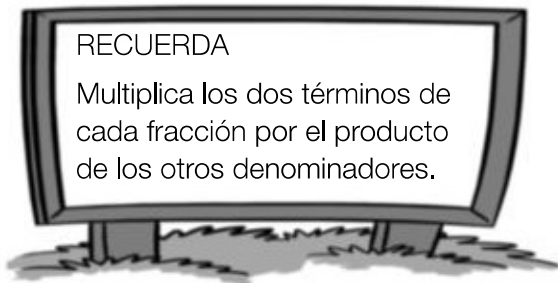 RECUERDA
Multiplica los dos términos de
cada fracción por el producto
de los otros denominadores.